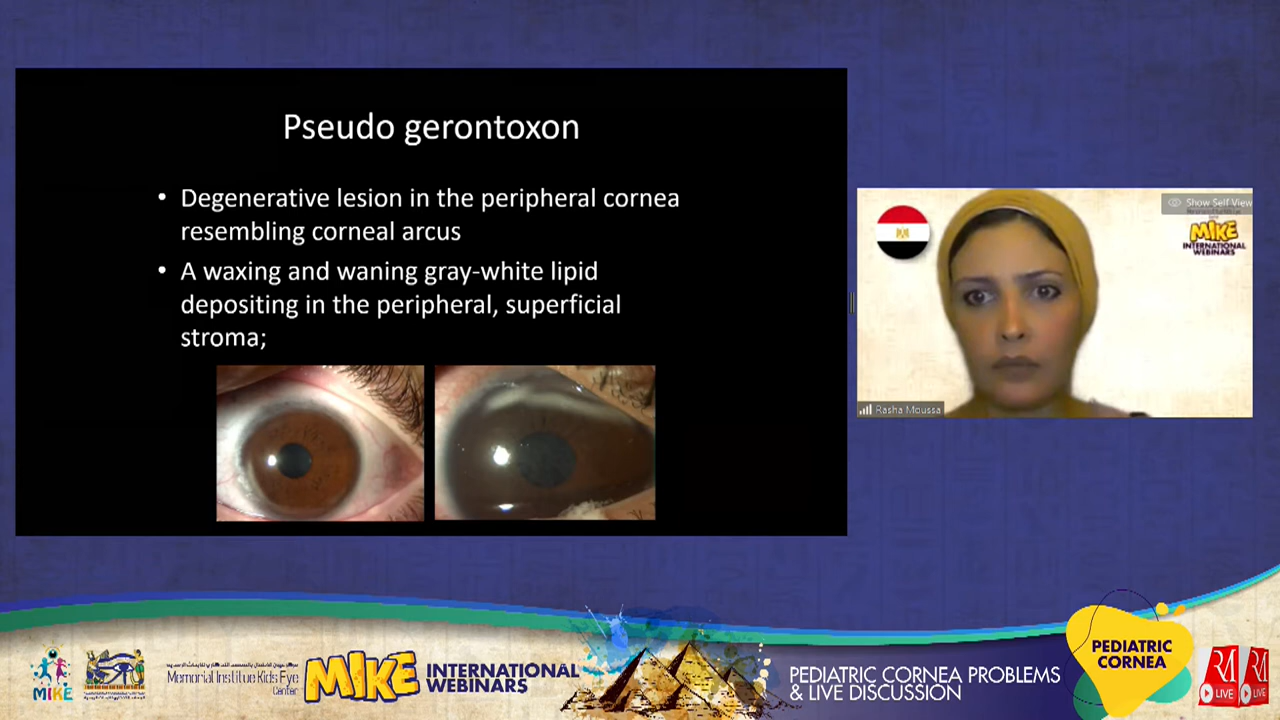 Pseudo gerontoxon
• Degenerative lesion in the peripheral cornea
resembling corneal arcus
• A waxing and waning gray-white lipid
depositing in the peripheral, superficial
stroma;
Show Self View
MIKE
INTERNATIONAL
WEBINARS
Rasha Moussa
MIKE
Memorial Institue Kids Eye
Center
MIKE
INTERNATIONAL
WEBINARS
PEDIATRIC CORNEA PROBLEMS
& LIVE DISCUSSION
PEDIATRIC
CORNEA
LIVE
LIVE